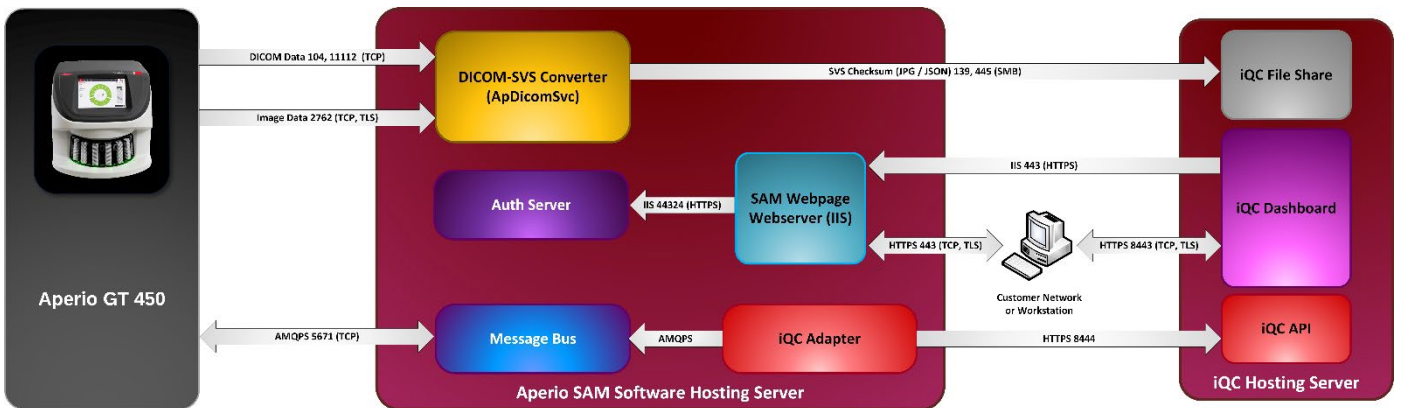 DICOM Data 104, 11112 (TCP)
Image Data 2762 (TCP, TLS)
Aperio GT 450
AMQPS 5671 (TCP)
DICOM-SVS Converter
(ApDicomSvc)
SVS Checksum (JPG / JSON) 139, 445 (SMB)
iQC File Share
IIS 443 (HTTPS)
Auth Server
IIS 44324 (HTTPS)
SAM Webpage
Webserver (IIS)
iQC Dashboard
HTTPS 443 (TCP, TLS)
HTTPS 8443 (TCP, TLS)
Customer Network
or Workstation
Message Bus
AMQPS
iQC Adapter
HTTPS 8444
iQC API
Aperio SAM Software Hosting Server
iQC Hosting Server